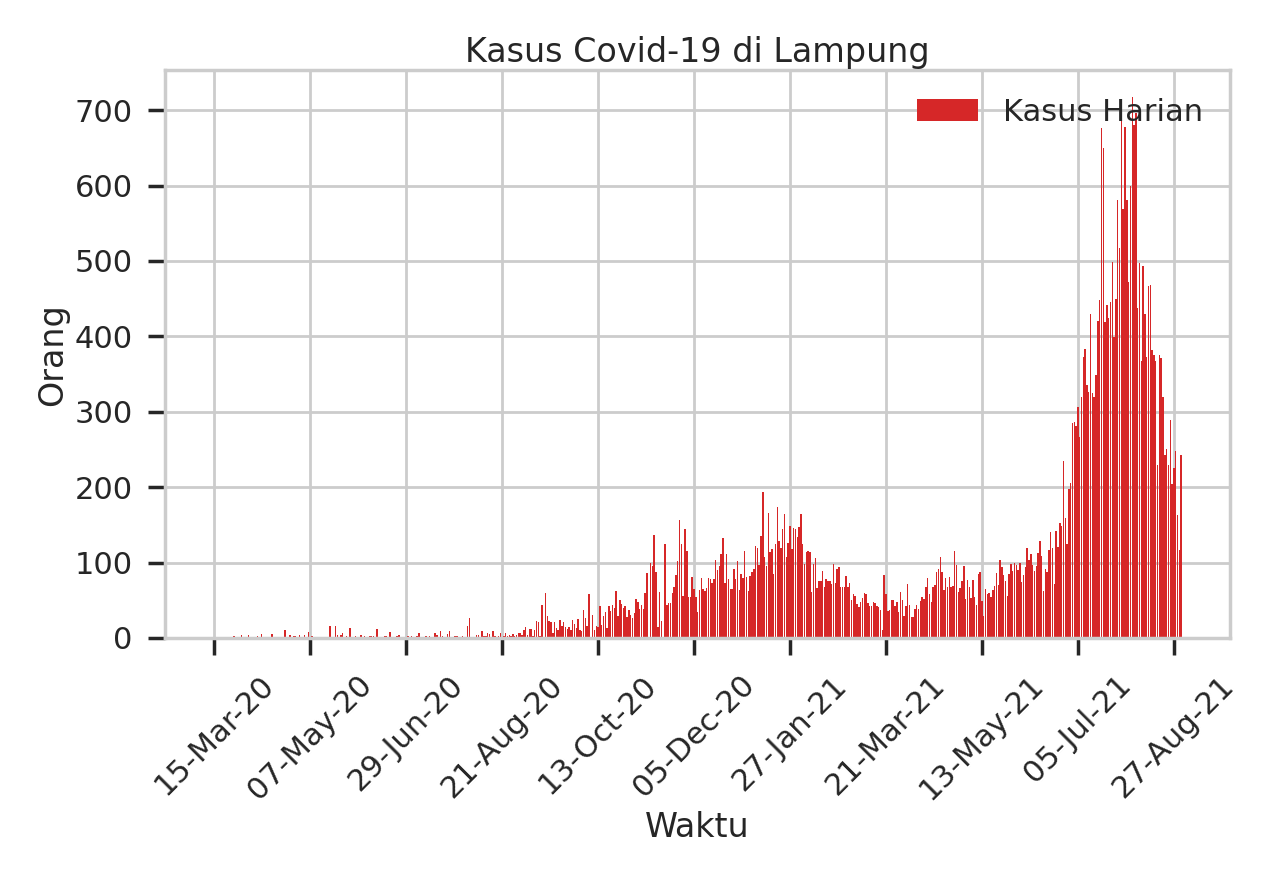 Kasus Covid-19 di Lampung
Kasus Harian
700
600
500
400
300
200
100
0
Orang
15-Mar-20
07-May-20
29-Jun-20
21-Aug-20
13-Oct-20
05-Dec-20
27-Jan-21
21-Mar-21
13-May-21
05-Jul-21
27-Aug-21
Waktu